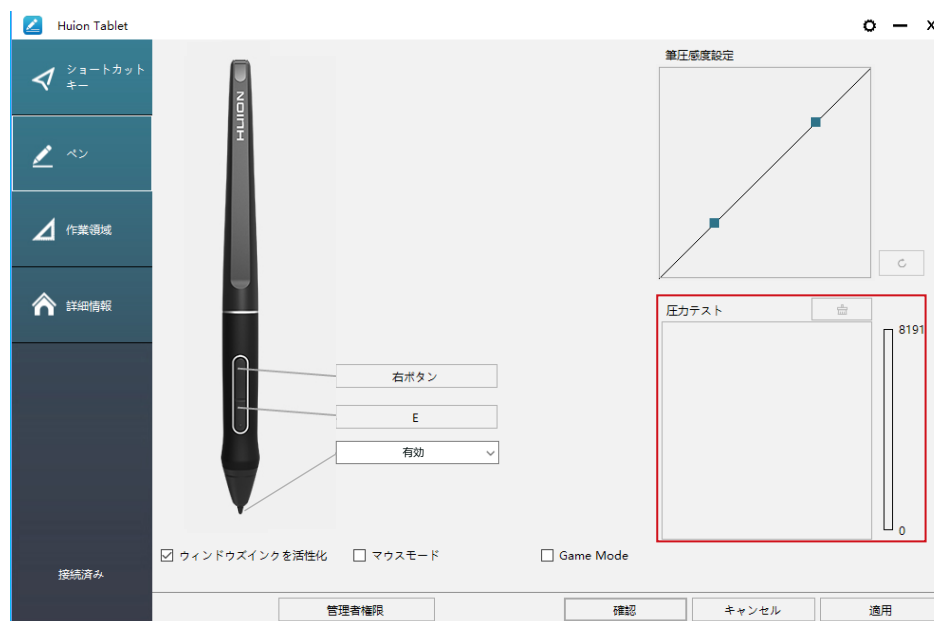 Huion Tablet
ショートカット
キー
ペン
作業領域
詳細情報
接続済み
HUION
右ボタン
E
有効
筆圧感度設定
圧力テスト
8191
0
ウィンドウズインクを活性化
マウスモード
Game Mode
管理者権限
確認
キャンセル
適用